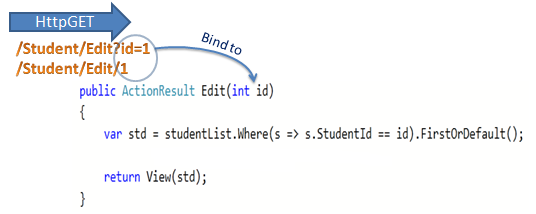 HttpGET
/Student/Edit?id=1
/Student/Edit/1
Bind to
public ActionResult Edit(int id)
{
var std = studentList.Where(s => s.StudentId == id).FirstOrDefault();
return View(std);
}